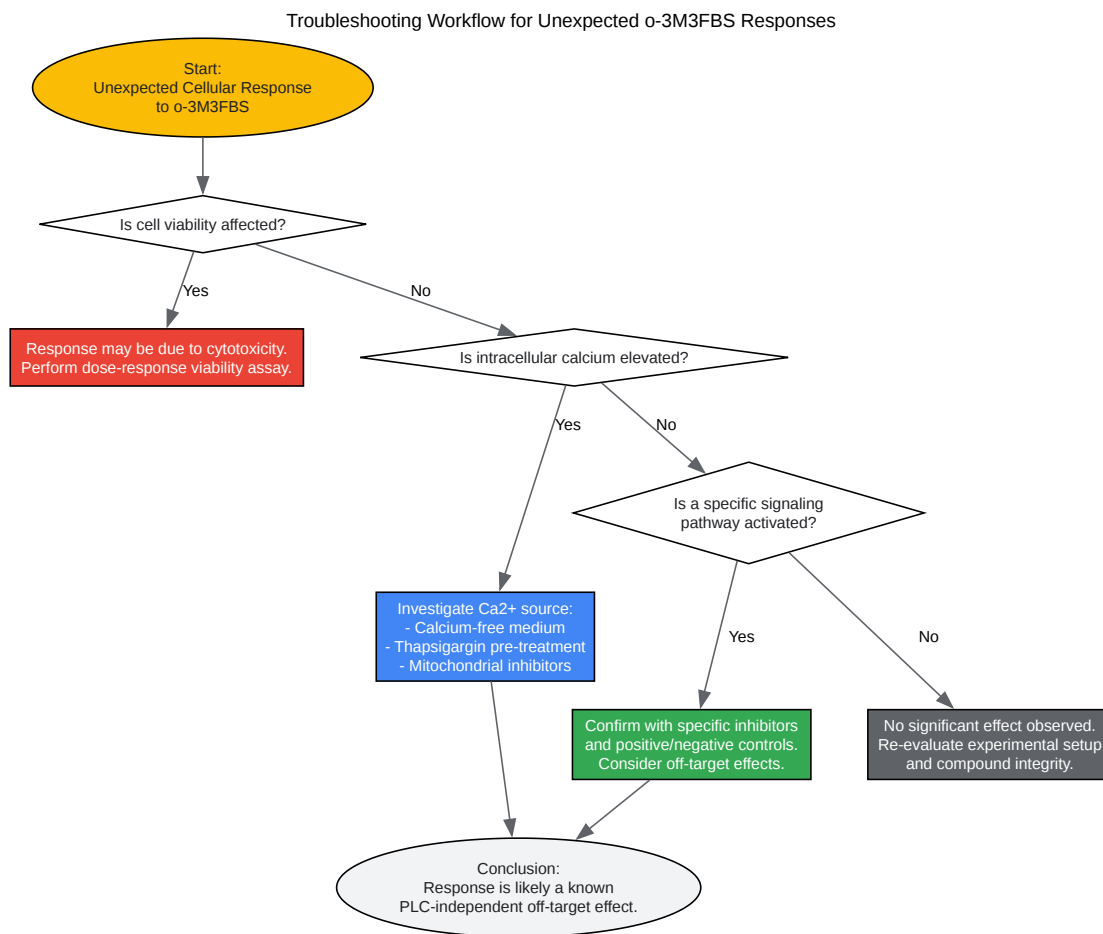 Troubleshooting Workflow for Unexpected o-3M3FBS Responses
Start:
Unexpected Cellular Response
to o-3M3FBS
Is cell viability affected?
Yes
No
Response may be due to cytotoxicity.
Perform dose-response viability assay.
Is intracellular calcium elevated?
Yes
No
Is a specific signaling
pathway activated?
Investigate Ca2+ source:
- Calcium-free medium
- Thapsigargin pre-treatment
- Mitochondrial inhibitors
Yes
No
Confirm with specific inhibitors
and positive/negative controls.
Consider off-target effects.
No significant effect observed.
Re-evaluate experimental setup
and compound integrity.
Conclusion:
Response is likely a known
PLC-independent off-target effect.